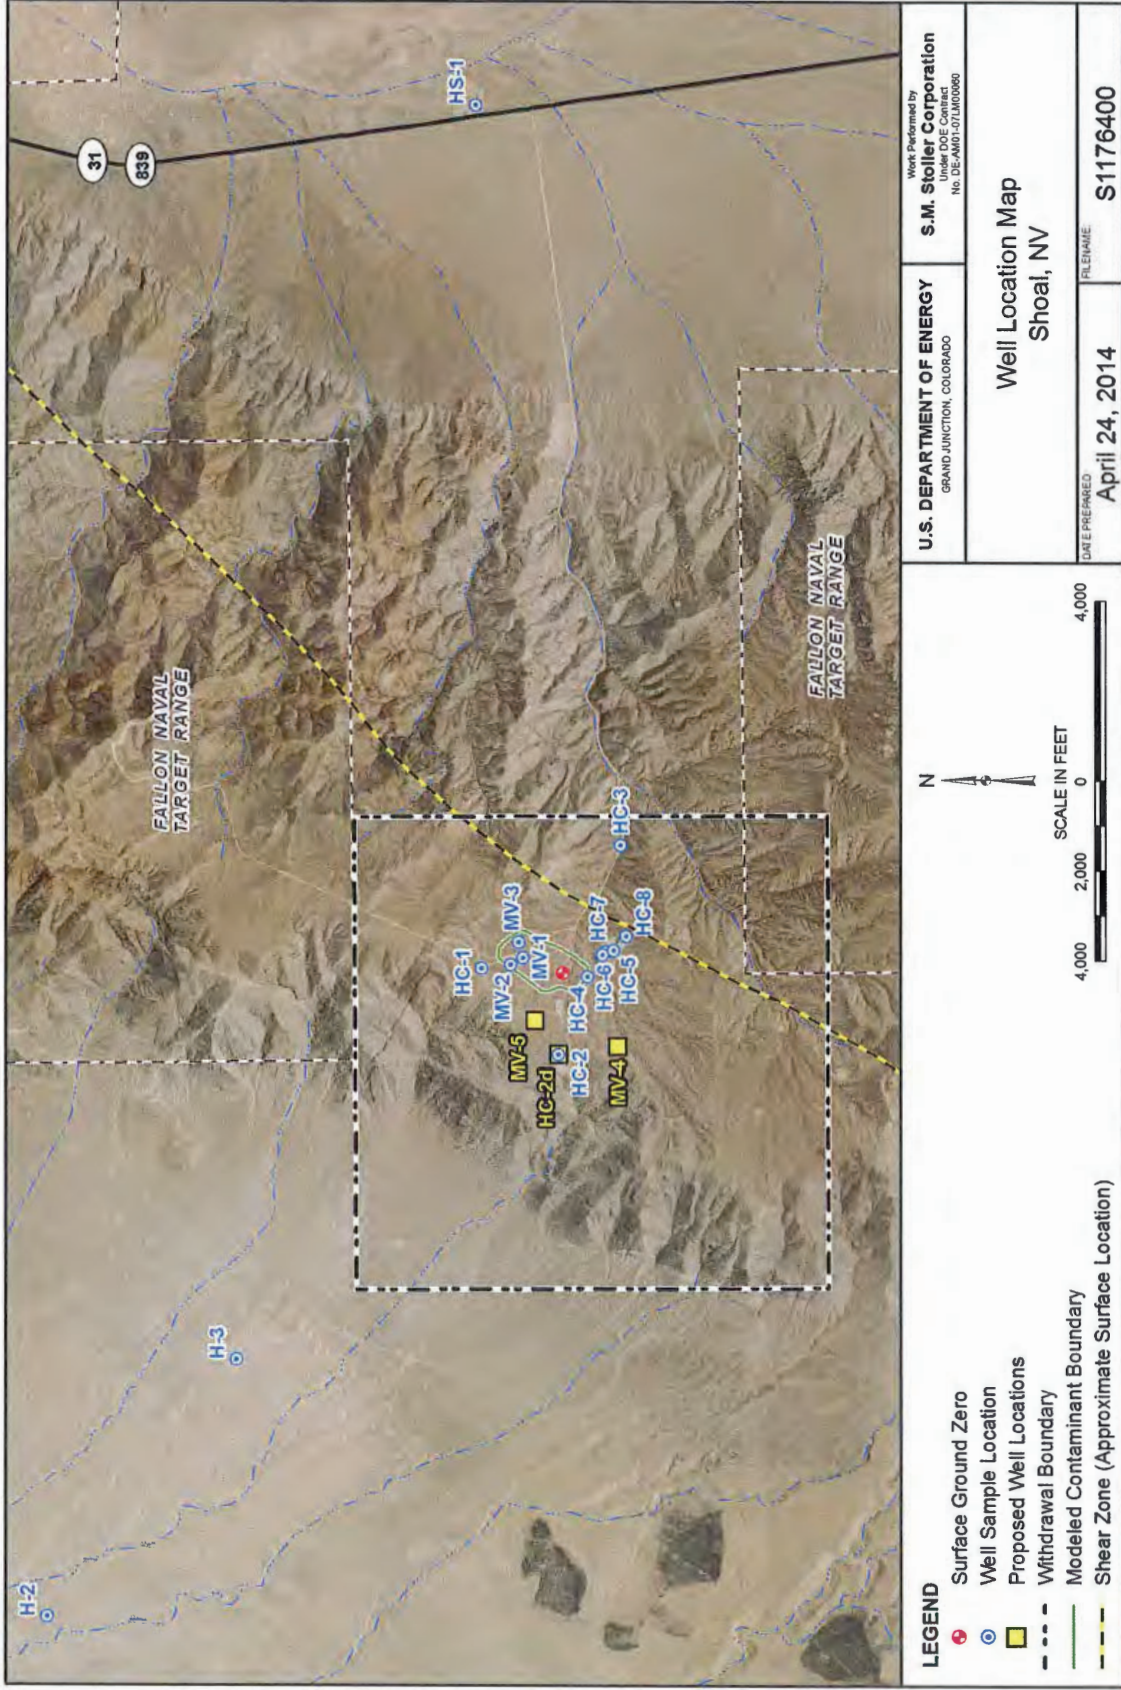 H-2
H-3
HS-1
31
839
FALLON NAVAL
TARGET RANGE
HC-1
MV-2
MV-3
MV-1
MV-5
HC-2d
HC-2
MV-4
HC-4
HC-6
HC-7
HC-5
HC-8
HC-3
FALLON NAVAL
TARGET RANGE
LEGEND
Surface Ground Zero
Well Sample Location
Proposed Well Locations
Withdrawal Boundary
Modeled Contaminant Boundary
Shear Zone (Approximate Surface Location)
N
SCALE IN FEET
4,000 2,000 0 4,000
U.S. DEPARTMENT OF ENERGY
GRAND JUNCTION, COLORADO
Work Performed by
S.M. Stoller Corporation
Under DOE Contract
No. DE-AM01-07LM00060
Well Location Map
Shoal, NV
DATE PREPARED
April 24, 2014
FILENAME
S1176400